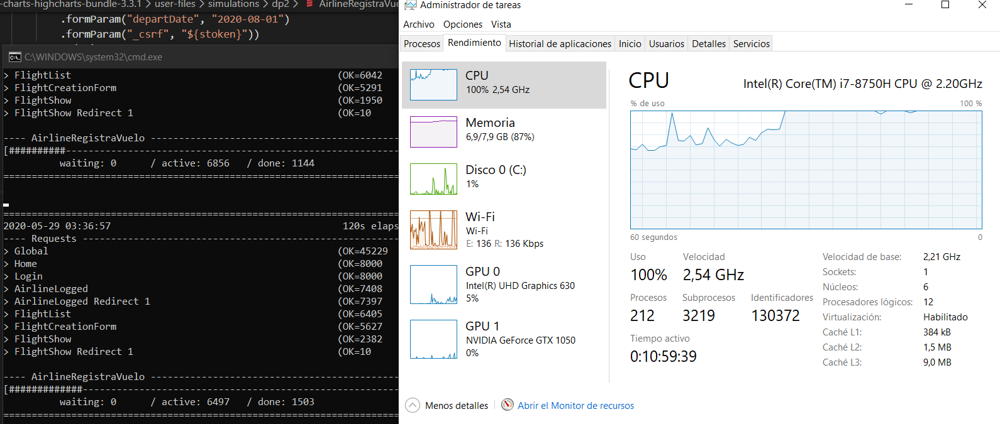 -charts-highcharts-bundle-3.3.1 > user-files > simulations > dp2 > AirlineRegistraVue
.formParam("departDate", "2020-08-01")
.formParam("_csrf", "${stoken}"))
C:\WINDOWS\system32\cmd.exe
> FlightList (OK=6042
> FlightCreationForm (OK=5291
> FlightShow (OK=1950
> FlightShow Redirect 1 (OK=10
---- AirlineRegistraVuelo --------------------------------------------
[##########-----------------------------------------------------------
waiting: 0 / active: 6856 / done: 1144
======================================================================
======================================================================
2020-05-29 03:36:57 120s elaps
---- Requests --------------------------------------------------------
> Global (OK=45229
> Home (OK=8000
> Login (OK=8000
> AirlineLogged (OK=7408
> AirlineLogged Redirect 1 (OK=7397
> FlightList (OK=6405
> FlightCreationForm (OK=5627
> FlightShow (OK=2382
> FlightShow Redirect 1 (OK=10
---- AirlineRegistraVuelo --------------------------------------------
[#############--------------------------------------------------------
waiting: 0 / active: 6497 / done: 1503
======================================================================
Administrador de tareas
Archivo Opciones Vista
Procesos Rendimiento Historial de aplicaciones Inicio Usuarios Detalles Servicios
CPU
100% 2,54 GHz
Memoria
6,9/7,9 GB (87%)
Disco 0 (C:)
1%
Wi-Fi
Wi-Fi
E: 136 R: 136 Kbps
GPU 0
Intel(R) UHD Graphics 630
5%
GPU 1
NVIDIA GeForce GTX 1050
0%
CPU Intel(R) Core(TM) i7-8750H CPU @ 2.20GHz
% de uso 100 %
60 segundos 0
Uso Velocidad
100% 2,54 GHz
Procesos Subprocesos Identificadores
212 3219 130372
Tiempo activo
0:10:59:39
Velocidad de base: 2,21 GHz
Sockets: 1
Núcleos: 6
Procesadores lógicos: 12
Virtualización: Habilitado
Caché L1: 384 kB
Caché L2: 1,5 MB
Caché L3: 9,0 MB
Menos detalles Abrir el Monitor de recursos